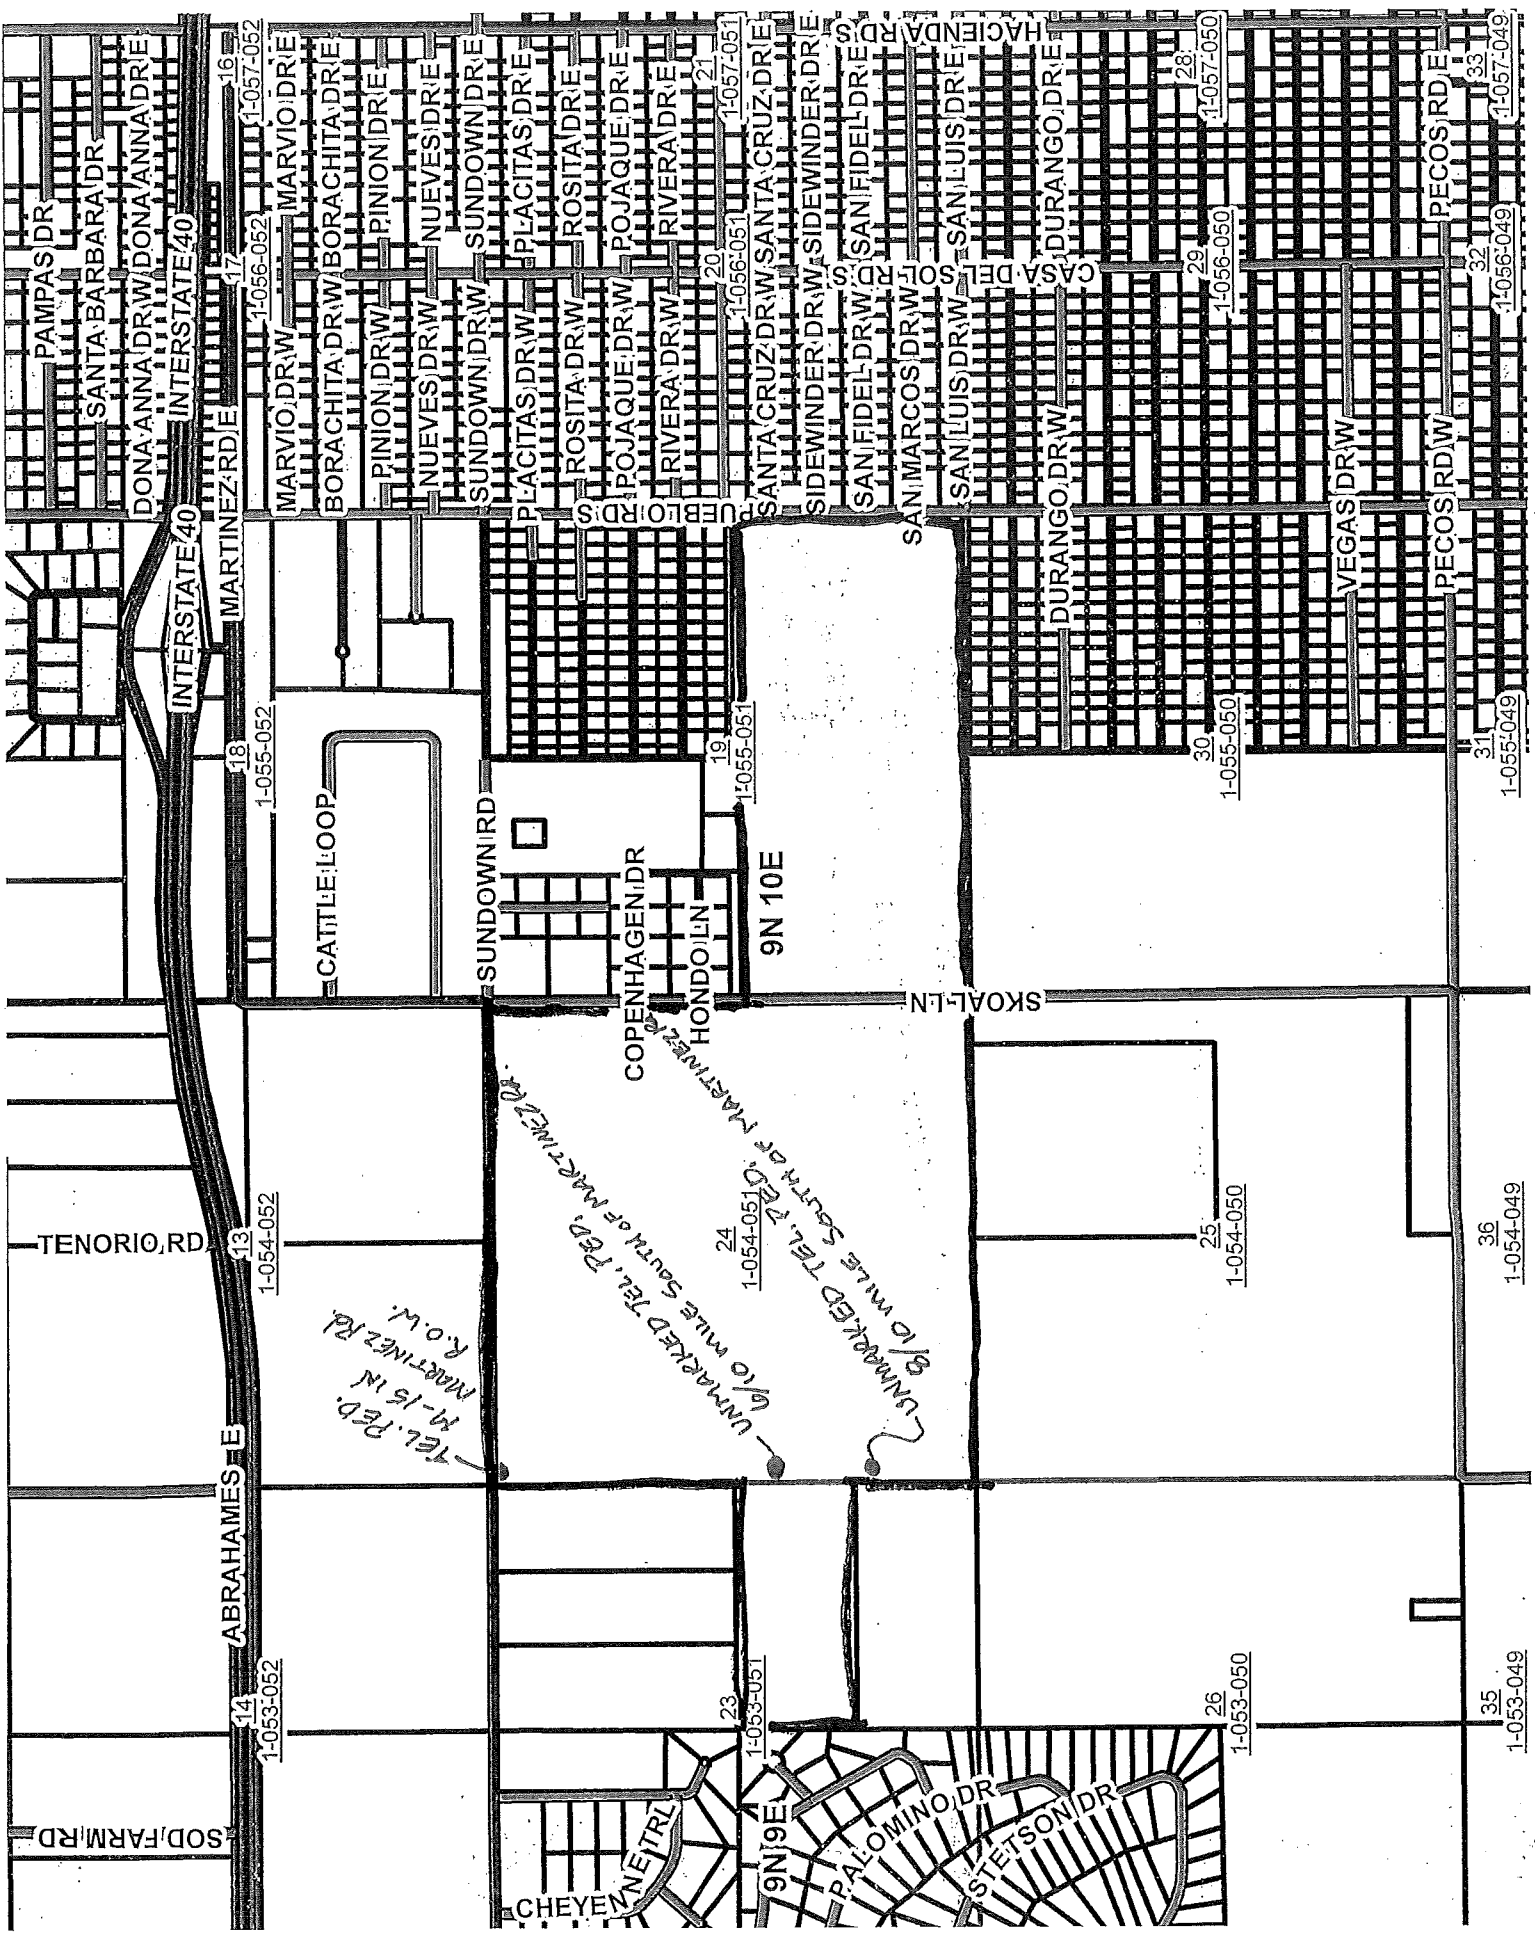 PAMPAS DR
SANTA BARBARA DR
DONA ANNA DR W
DONA ANNA DR E
INTERSTATE 40
INTERSTATE 40
INTERSTATE 40
MARTINEZ RD E
16
1-057-052
17
1-056-052
18
1-055-052
13
1-054-052
14
1-053-052
MARVIO DR W
MARVIO DR E
BORACHITA DR W
BORACHITA DR E
PINION DR W
PINION DR E
NUEVES DR W
NUEVES DR E
SUNDOWN DR W
SUNDOWN DR E
PLACITAS DR W
PLACITAS DR E
ROSITA DR W
ROSITA DR E
POJAQUE DR W
POJAQUE DR E
RIVERA DR W
RIVERA DR E
21
1-057-051
20
1-056-051
19
1-055-051
24
1-054-051
23
1-053-051
SANTA CRUZ DR W
SANTA CRUZ DR E
SIDEWINDER DR W
SIDEWINDER DR E
SAN FIDEL DR W
SAN FIDEL DR E
SAN MARCOS DR W
SAN LUIS DR W
SAN LUIS DR E
DURANGO DR W
DURANGO DR E
HACIENDA RD S
CASA DEL SOL RD S
PUEBLO RD S
28
1-057-050
29
1-056-050
30
1-055-050
25
1-054-050
26
1-053-050
VEGAS DR W
PECOS RD W
PECOS RD E
33
1-057-049
32
1-056-049
31
1-055-049
36
1-054-049
35
1-053-049
CATTLE LOOP
SUNDOWN RD
COPENHAGEN DR
HONDO LN
9N 10E
SKOAL LN
TENORIO RD
ABRAHAMES E
SOD FARM RD
CHEYENNE TRL
9N 9E
PALOMINO DR
STETSON DR
TEL. PED.
M-15 IN
MARTINEZ Rd.
R.O.W.
UNMARKED TEL. PED.
6/10 MILE SOUTH OF MARTINEZ Rd.
UNMARKED TEL. PED.
8/10 MILE SOUTH OF MARTINEZ R